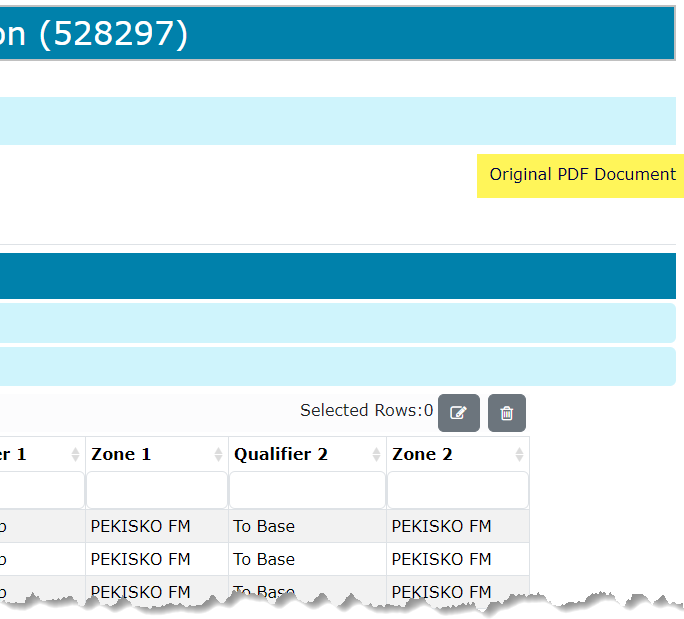 on (528297)
Original PDF Document
Selected Rows:0
er 1 Zone 1 Qualifier 2 Zone 2
p PEKISKO FM To Base PEKISKO FM
p PEKISKO FM To Base PEKISKO FM
p PEKISKO FM To Base PEKISKO FM